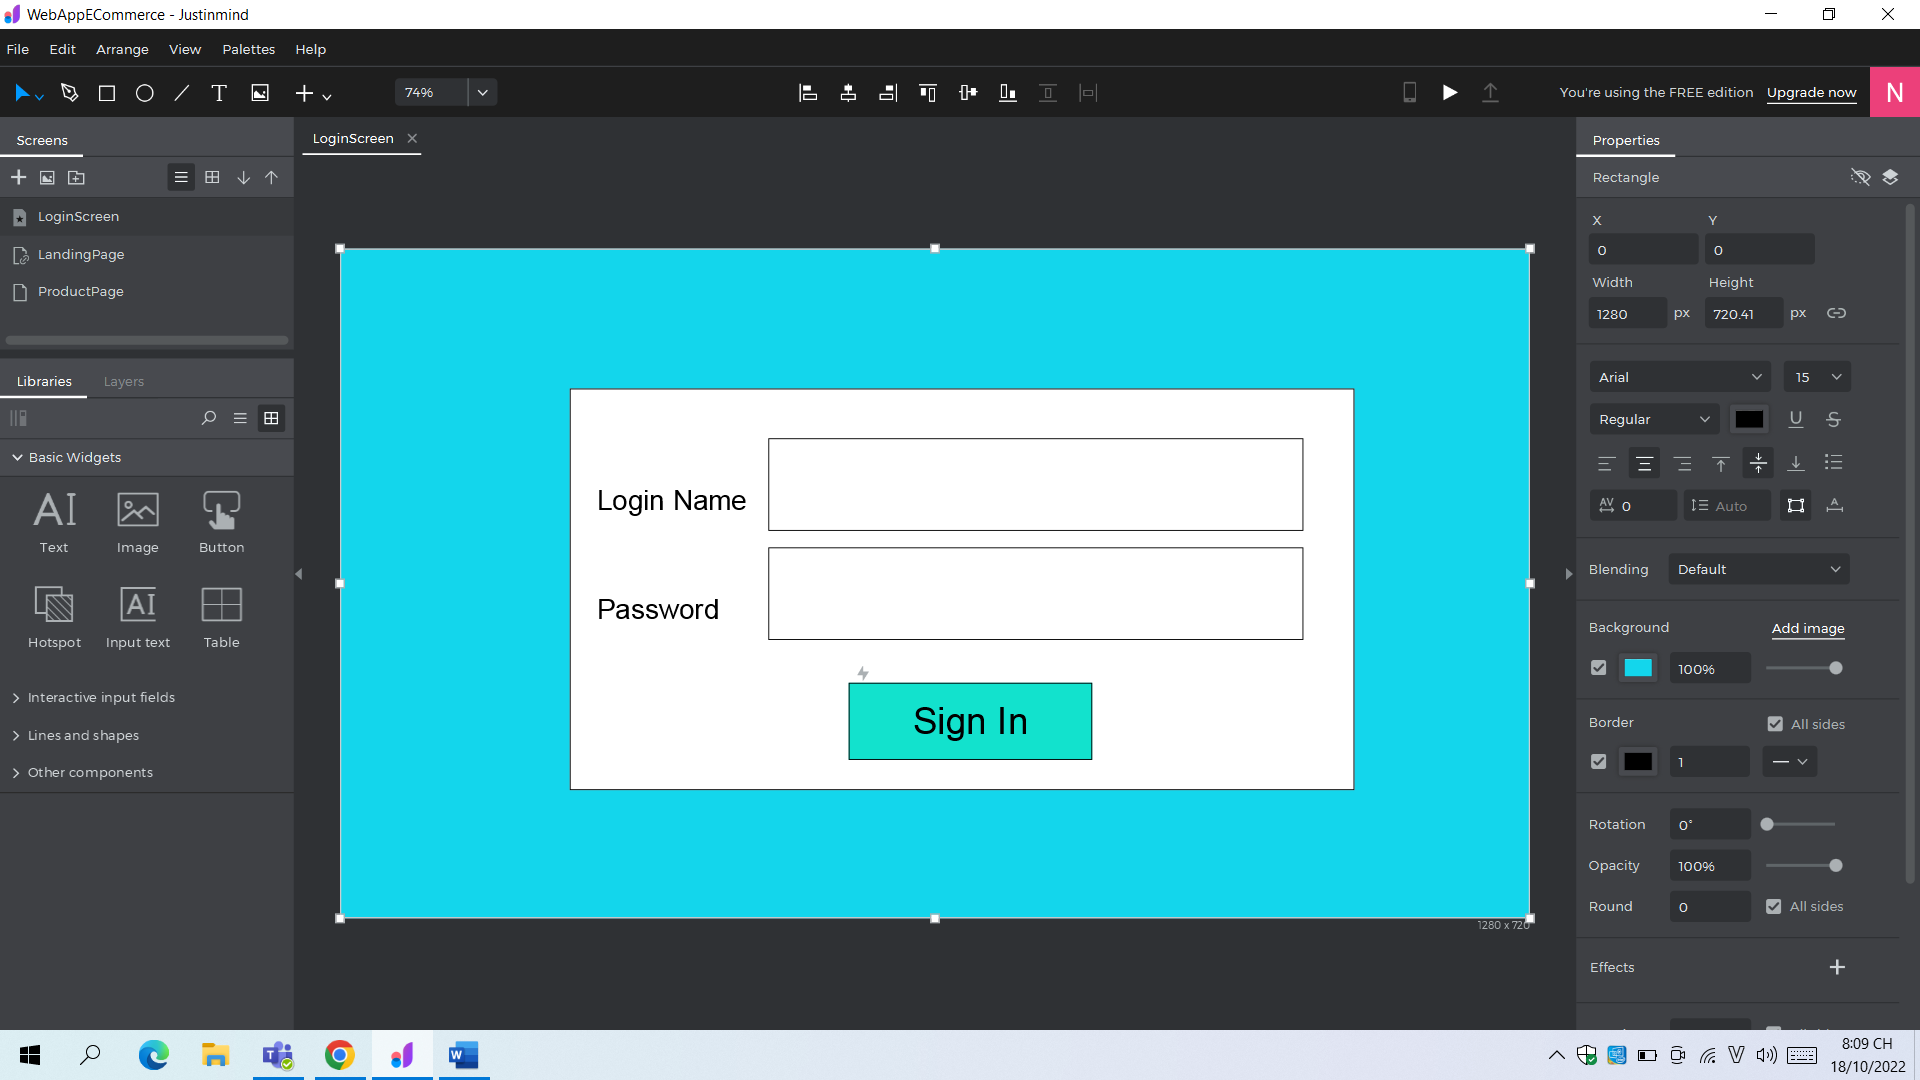 WebAppECommerce - Justinmind
File Edit Arrange View Palettes Help
T 74% You're using the FREE edition Upgrade now N
Screens
LoginScreen
LandingPage
ProductPage
Libraries Layers
Basic Widgets
AI
Text Image Button
AI
Hotspot Input text Table
Interactive input fields
Lines and shapes
Other components
LoginScreen
Login Name
Password
Sign In
1280 x 720
Properties
Rectangle
X Y
0 0
Width Height
1280 px 720.41 px
Arial 15
Regular U S
AV 0 Auto A
Blending Default
Background Add image
100%
Border All sides
1
Rotation 0°
Opacity 100%
Round 0 All sides
Effects
8:09 CH
18/10/2022